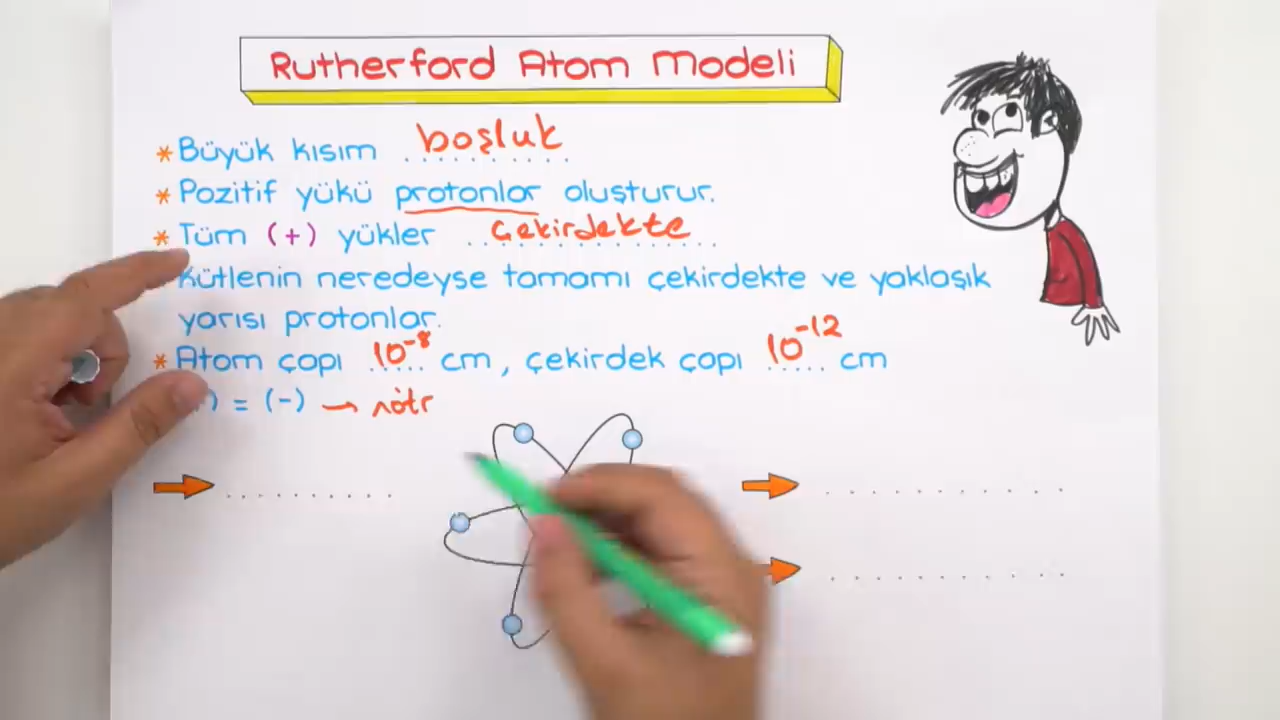 Rutherford Atom Modeli
* Büyük kısım boşluk
* Pozitif yükü protonlar oluşturur.
* Tüm (+) yükler çekirdekte
Kütlenin neredeyse tamamı çekirdekte ve yaklaşık
yarısı protonlar.
* Atom çapı 10⁻⁸ cm, çekirdek çapı 10⁻¹² cm
) = (-) → nötr